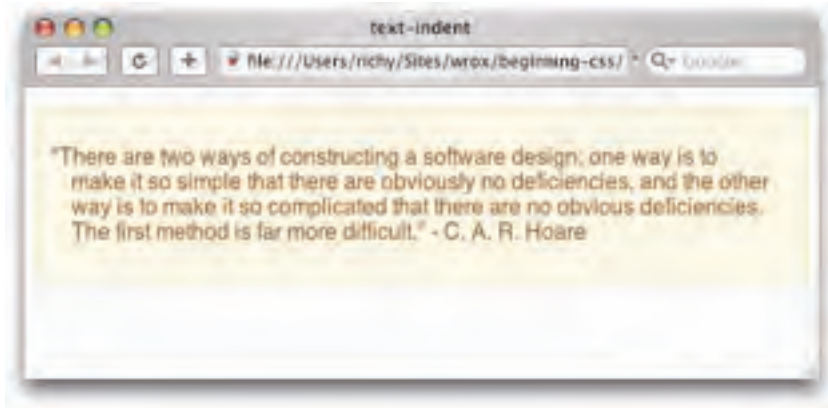 text-indent
file:///Users/richy/Sites/wrox/beginning-css/
Google
"There are two ways of constructing a software design; one way is to
make it so simple that there are obviously no deficiencies, and the other
way is to make it so complicated that there are no obvious deficiencies.
The first method is far more difficult." - C. A. R. Hoare